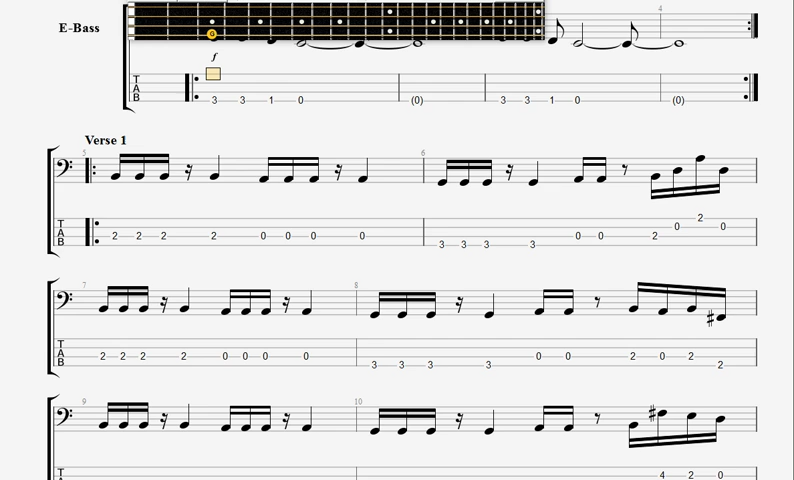 4
E-Bass
f
T
A
B
3 3 1 0 (0) 3 3 1 0 (0)
Verse 1
5 6
T
A
B
2 2 2 2 0 0 0 0 3 3 3 3 0 0 2 0 2 0
7 8
T
A
B
2 2 2 2 0 0 0 0 3 3 3 3 0 0 2 0 2 2
9 10
4 2 0